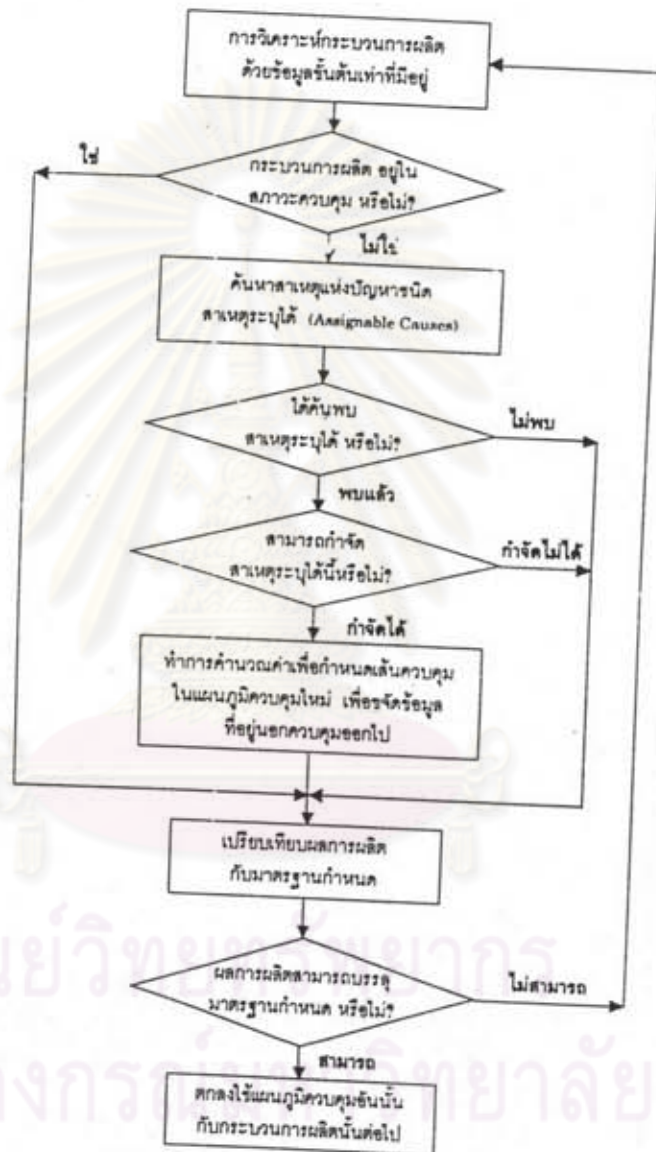 การวิเคราะห์กระบวนการผลิต
ด้วยข้อมูลขั้นต้นเท่าที่มีอยู่
ใช่
กระบวนการผลิต อยู่ใน
สภาวะควบคุม หรือไม่?
ไม่ใช่
ค้นหาสาเหตุแห่งปัญหาชนิด
สาเหตุระบุได้ (Assignable Causes)
ได้ค้นพบ
สาเหตุระบุได้ หรือไม่?
ไม่พบ
พบแล้ว
สามารถกำจัด
สาเหตุระบุได้นี้หรือไม่?
กำจัดไม่ได้
กำจัดได้
ทำการคำนวณค่าเพื่อกำหนดเส้นควบคุม
ในแผนภูมิควบคุมใหม่ เพื่อขจัดข้อมูล
ที่อยู่นอกควบคุมออกไป
เปรียบเทียบผลการผลิต
กับมาตรฐานกำหนด
ผลการผลิตสามารถบรรลุ
มาตรฐานกำหนด หรือไม่?
ไม่สามารถ
สามารถ
ตกลงใช้แผนภูมิควบคุมอันนั้น
กับกระบวนการผลิตนั้นต่อไป